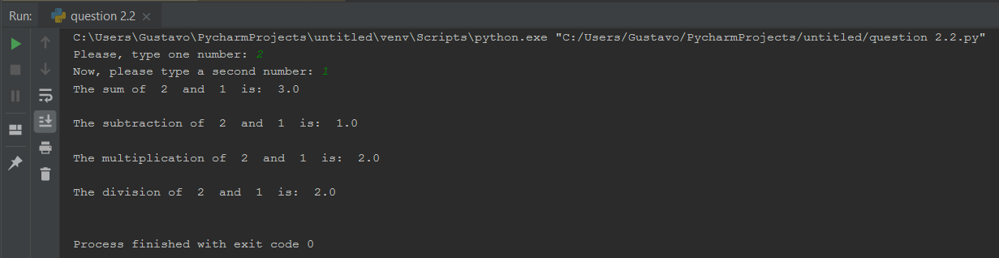 Run: question 2.2
C:\Users\Gustavo\PycharmProjects\untitled\venv\Scripts\python.exe "C:/Users/Gustavo/PycharmProjects/untitled/question 2.2.py"
Please, type one number: 2
Now, please type a second number: 1
The sum of  2  and  1  is:  3.0
The subtraction of  2  and  1  is:  1.0
The multiplication of  2  and  1  is:  2.0
The division of  2  and  1  is:  2.0
Process finished with exit code 0